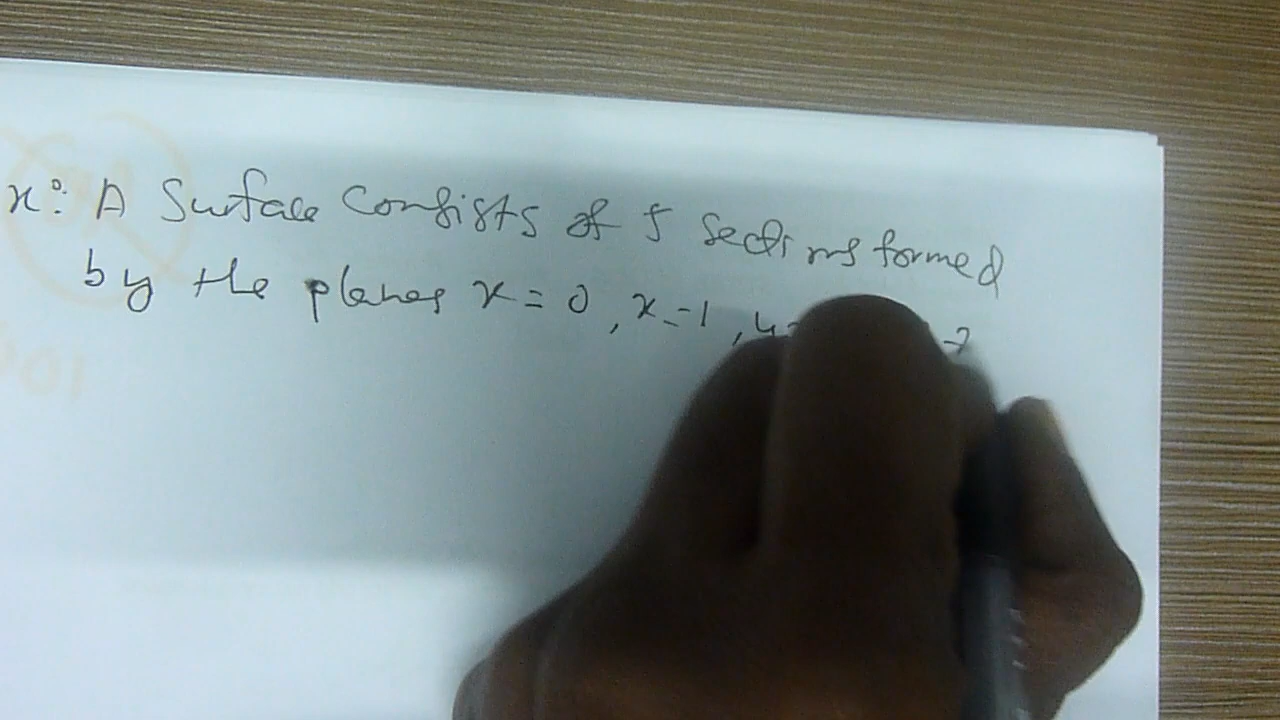 x: A Surface Consists of 5 Sections formed
by the planes x = 0, x = 1, y